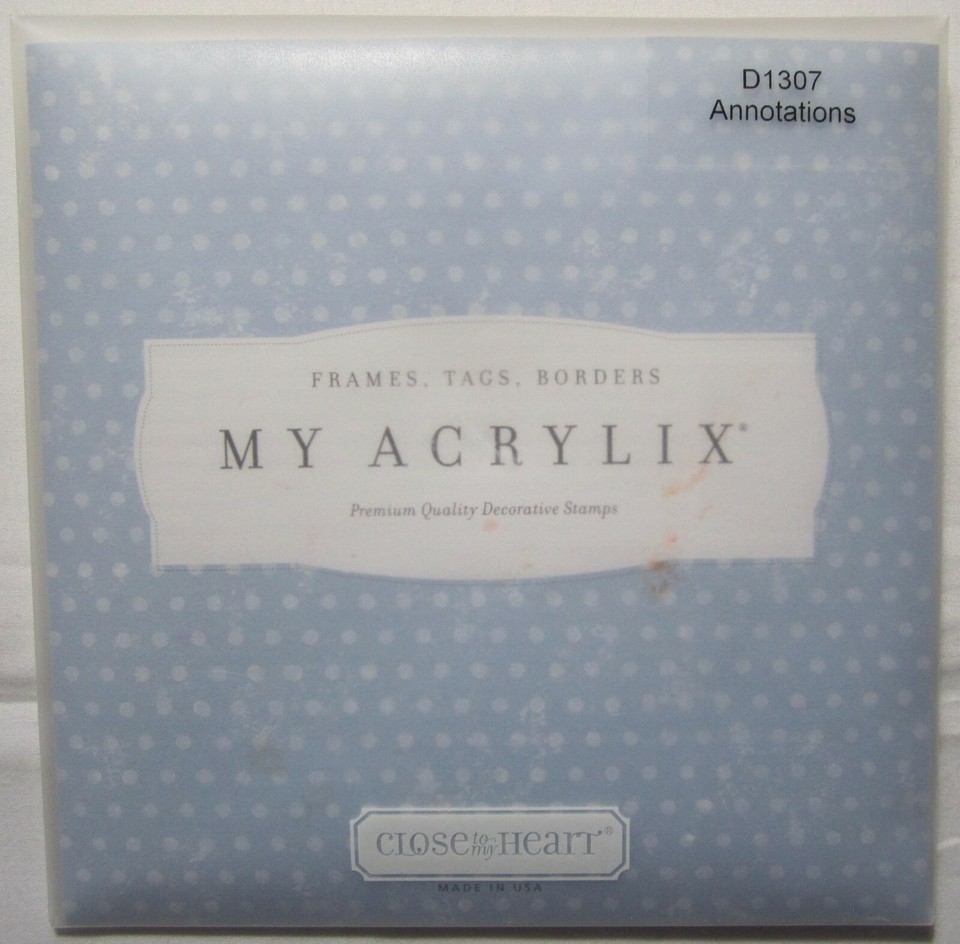 D1307
Annotations
FRAMES, TAGS, BORDERS
MY ACRYLIX®
Premium Quality Decorative Stamps
CLOSE to my HEART®
MADE IN USA